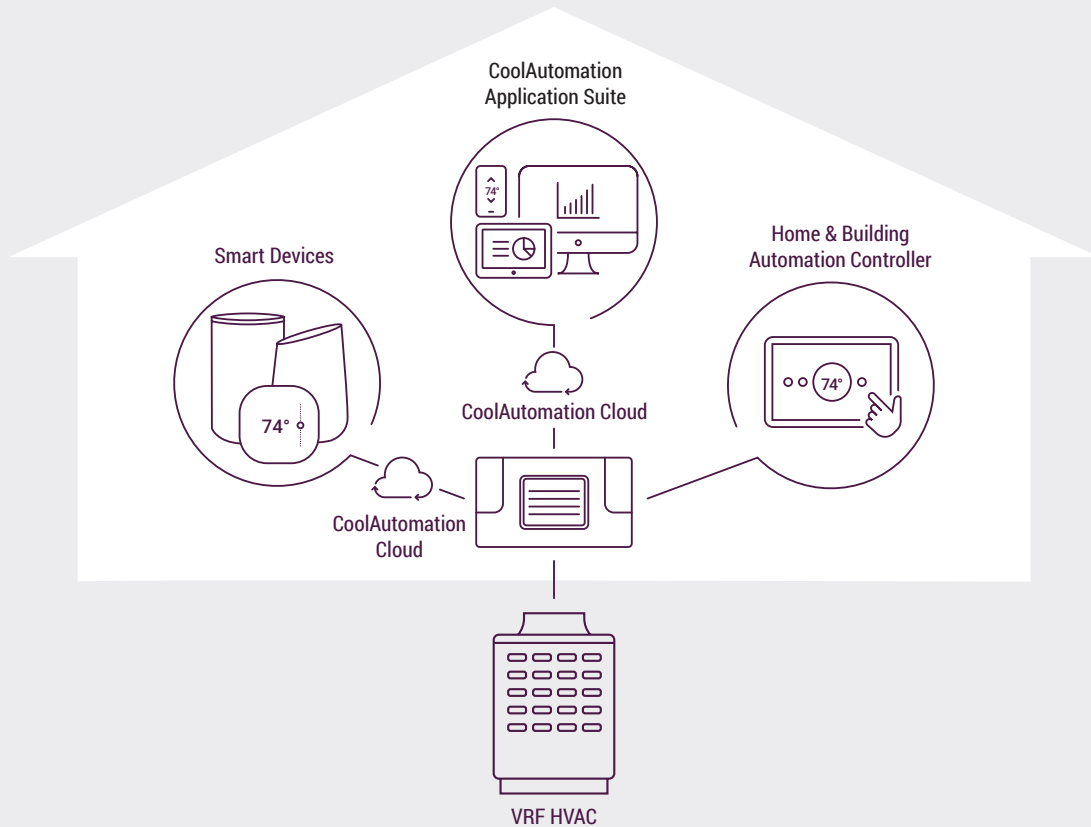 CoolAutomation
Application Suite
74°
Smart Devices
Home & Building
Automation Controller
74°
74°
CoolAutomation Cloud
CoolAutomation
Cloud
VRF HVAC